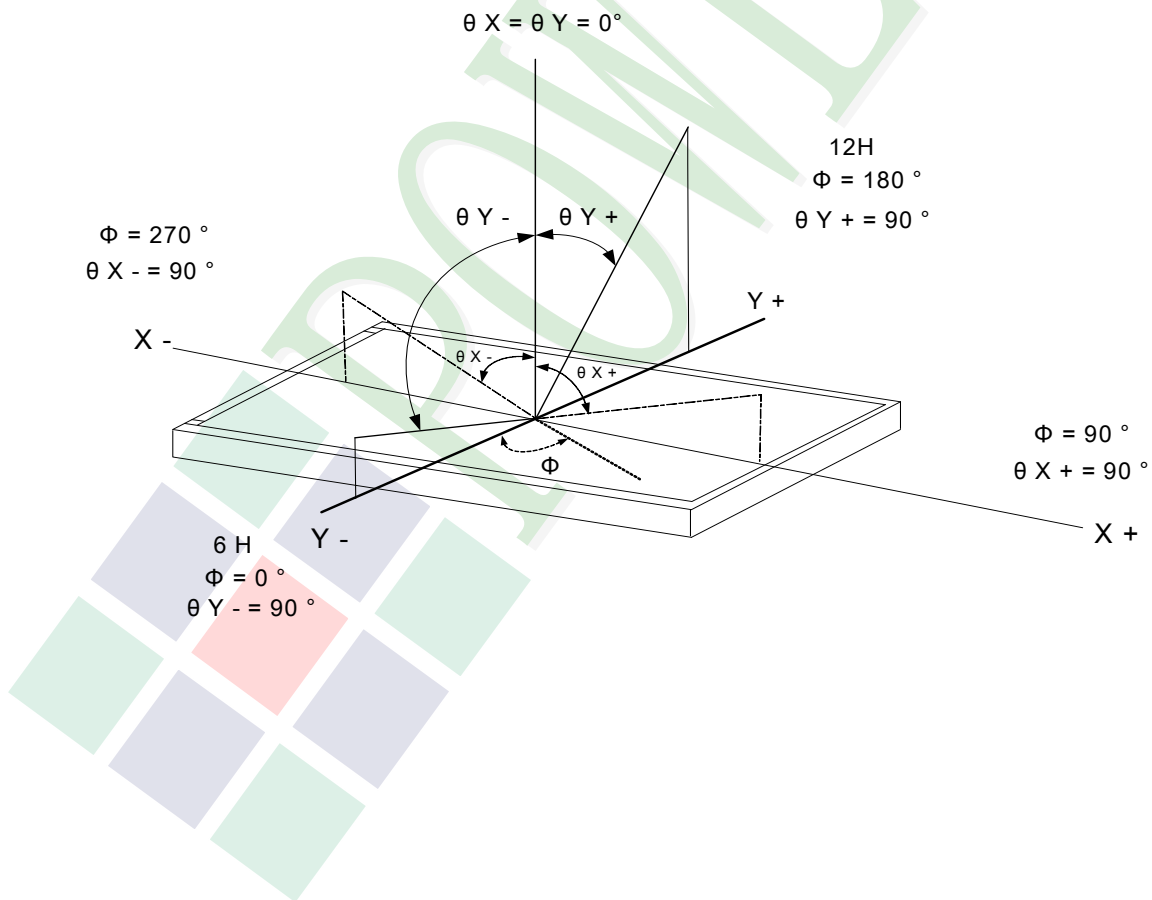 θ X = θ Y = 0°
12H
Φ = 180 °
θ Y + = 90 °
θ Y -
θ Y +
Φ = 270 °
θ X - = 90 °
Y +
X -
θ X -
θ X +
Φ = 90 °
θ X + = 90 °
Φ
X +
Y -
6 H
Φ = 0 °
θ Y - = 90 °